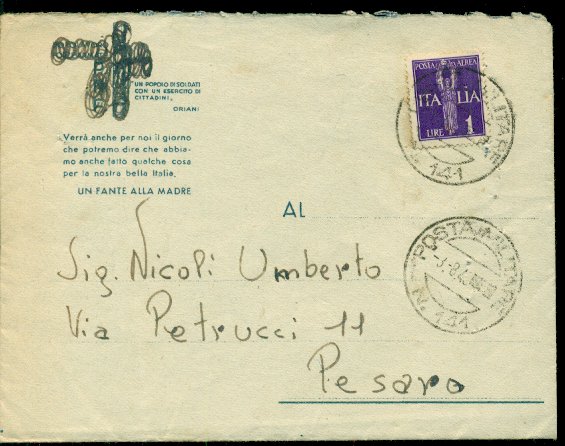 UN POPOLO DI SOLDATI
CON UN ESERCITO DI
CITTADINI.
ORIANI
Verrà anche per noi il giorno
che potremo dire che abbia-
mo anche fatto qualche cosa
per la nostra bella Italia.
UN FANTE ALLA MADRE
POSTA AEREA
ITALIA
LIRE 1
MILITARE
N. 141
AL
POSTA MILITARE
N. 141
Sig. Nicoli Umberto
Via Petrucci 11
Pesaro